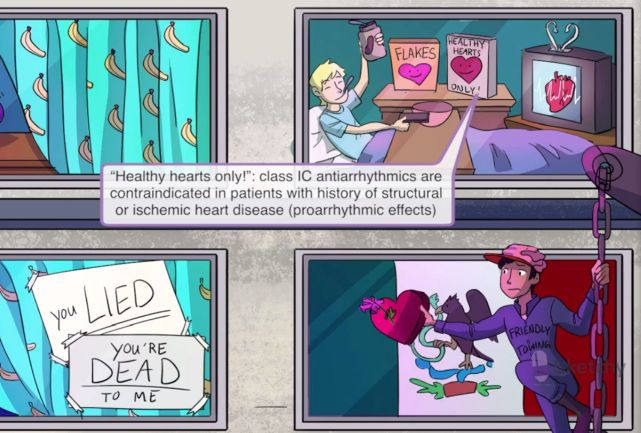 FLAKES
HEALTHY
HEARTS
ONLY!
"Healthy hearts only!": class IC antiarrhythmics are
contraindicated in patients with history of structural
or ischemic heart disease (proarrhythmic effects)
you LIED
YOU'RE
DEAD
TO ME
FRIENDLY
TOWING
sketchy